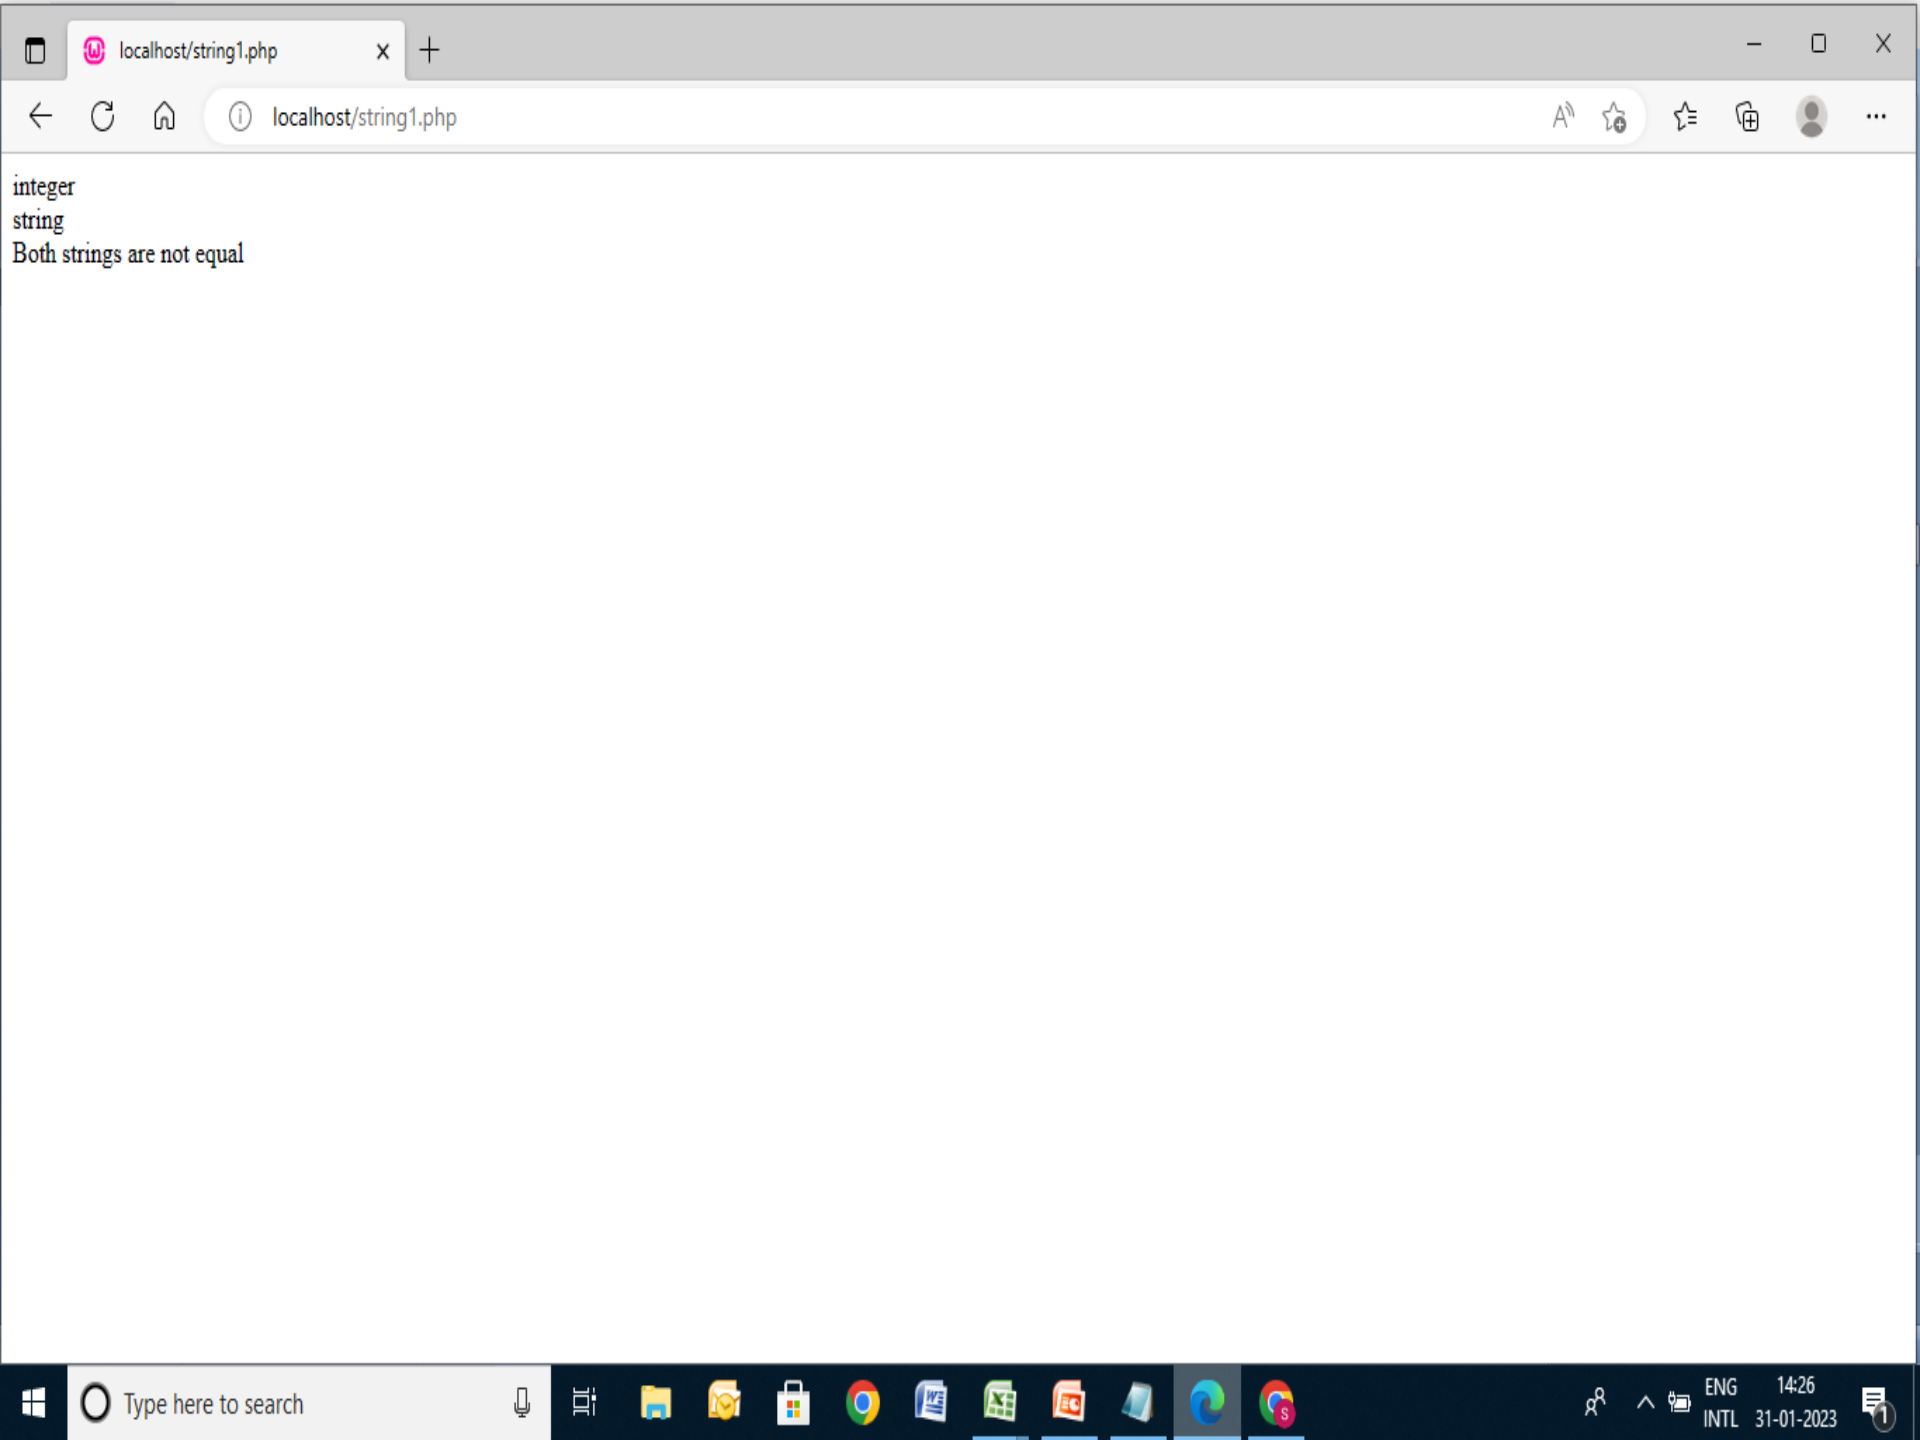 localhost/string1.php
localhost/string1.php
integer
string
Both strings are not equal
Type here to search
ENG
INTL
14:26
31-01-2023
1
S